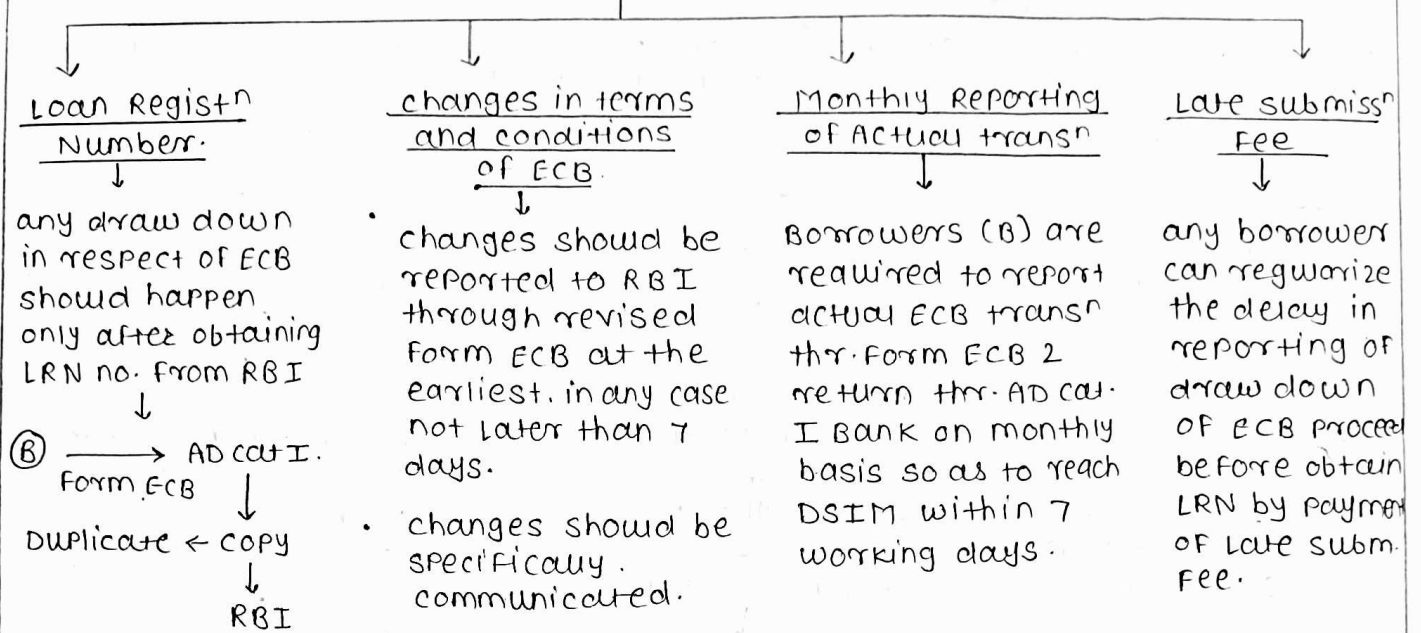 Loan Registn
Number.
any draw down
in respect of ECB
should happen
only after obtaining
LRN no. from RBI
B → AD cat I.
Form ECB
Duplicate ← copy
RBI
changes in terms
and conditions
of ECB.
• changes should be
reported to RBI
through revised
Form ECB at the
earliest. in any case
not later than 7
days.
• changes should be
specifically.
communicated.
Monthly Reporting
of Actual transn
Borrowers (B) are
required to report
actual ECB transn
thr. Form ECB 2
return thr. AD cat.
I Bank on monthly
basis so as to reach
DSIM within 7
working days.
Late submissn
Fee
any borrower
can regularize
the delay in
reporting of
draw down
of ECB proceed
before obtain
LRN by paymen
of Late subm.
Fee.